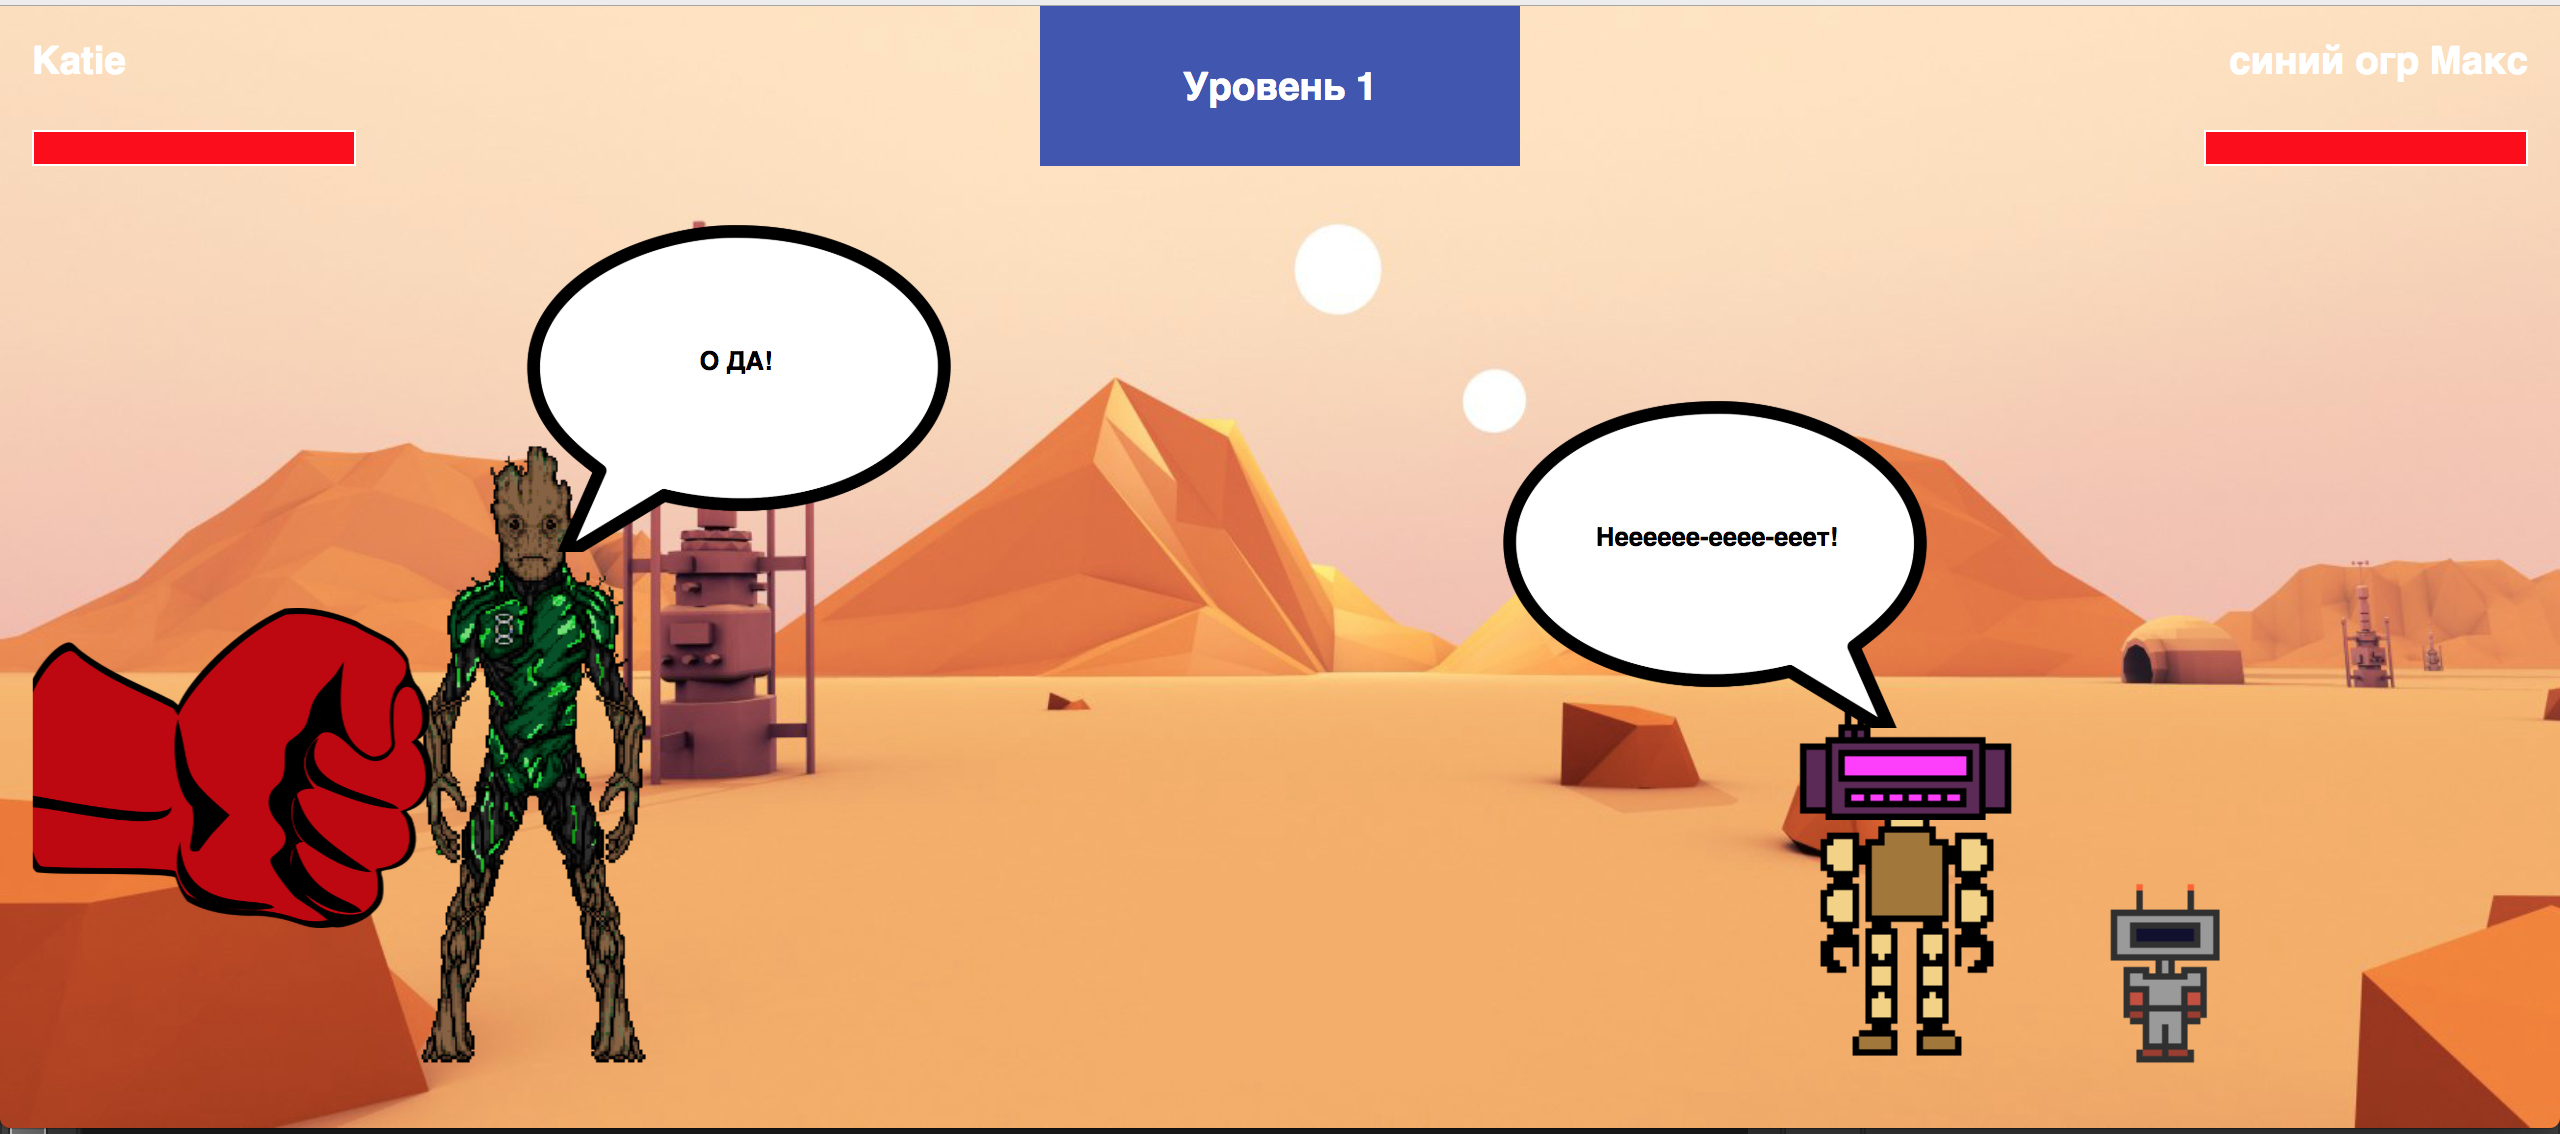 Katie
Уровень 1
синий огр Макс
О ДА!
Нееееее-ееее-ееет!